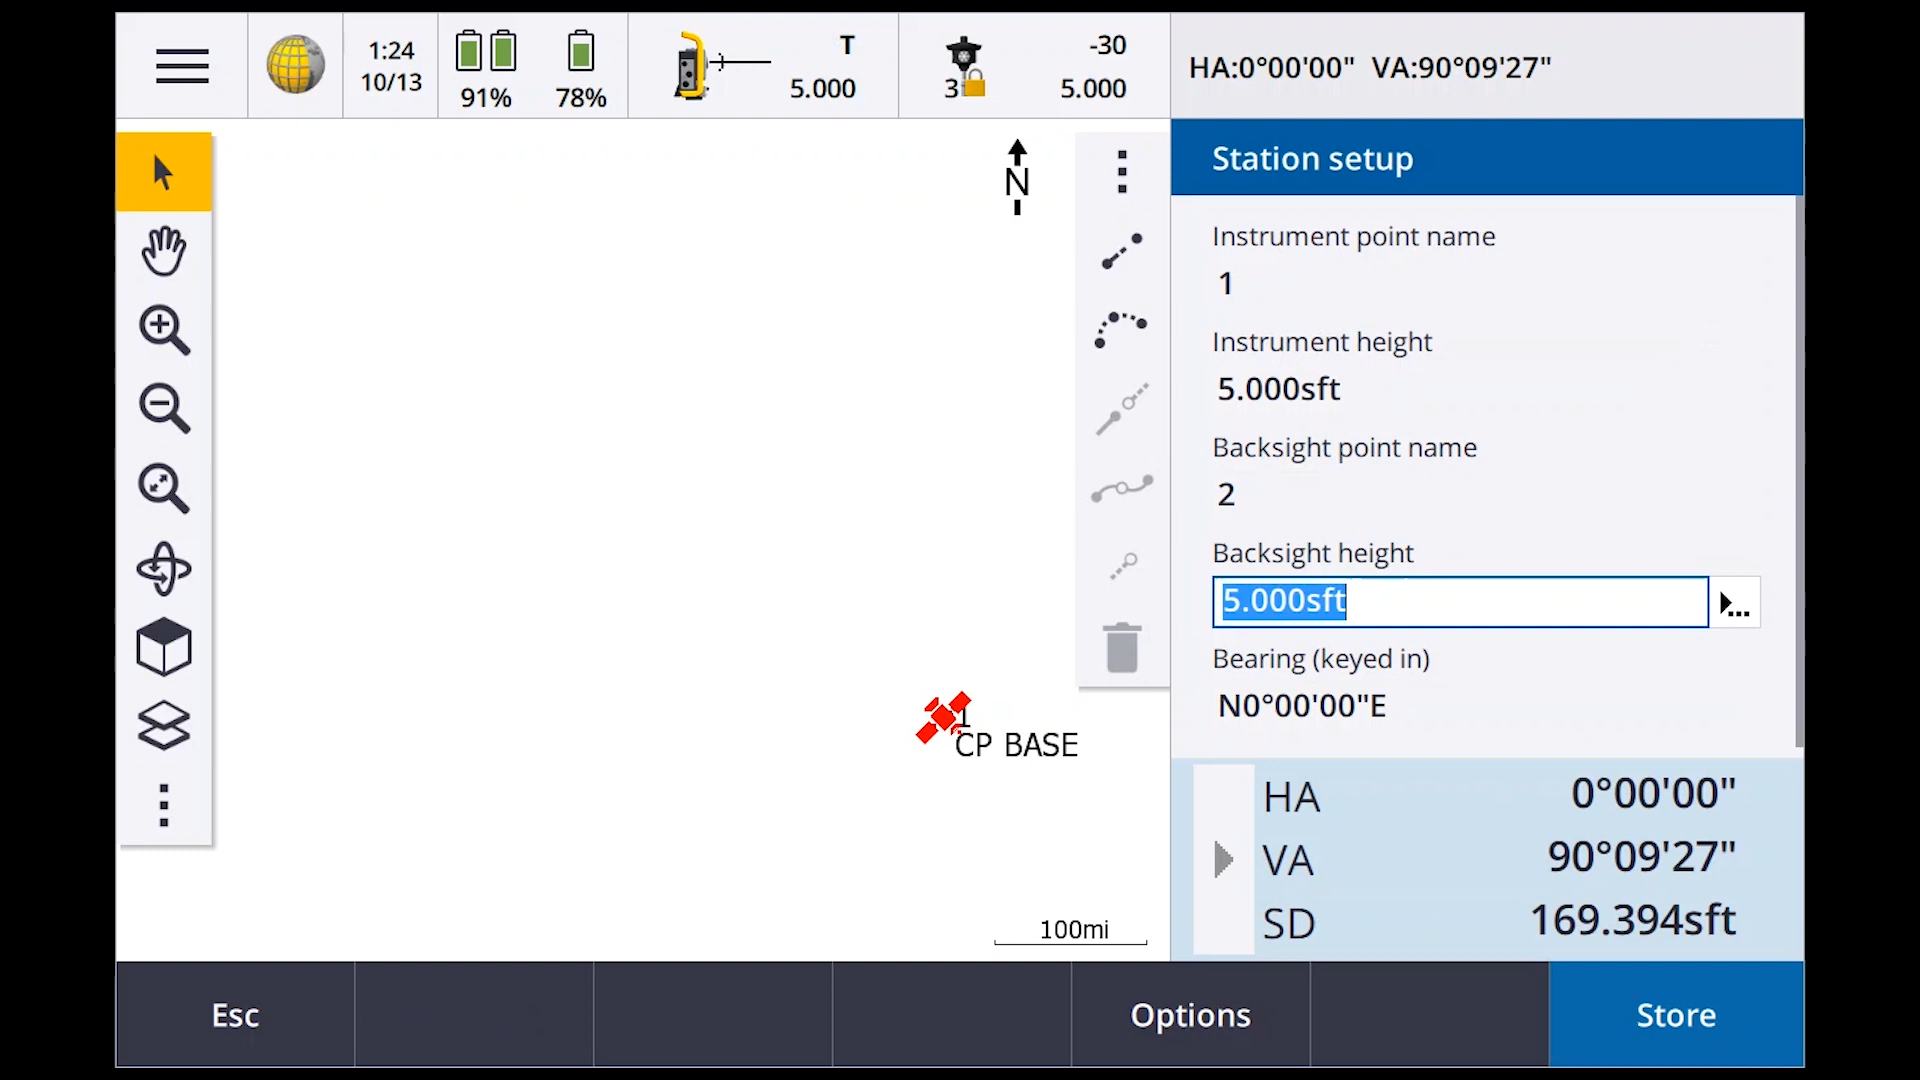 1:24
10/13
91%
78%
T
5.000
3
-30
5.000
HA:0°00'00" VA:90°09'27"
Station setup
Instrument point name
1
Instrument height
5.000sft
Backsight point name
2
Backsight height
5.000sft
Bearing (keyed in)
N0°00'00"E
N
1
CP BASE
100mi
HA 0°00'00"
VA 90°09'27"
SD 169.394sft
Esc
Options
Store